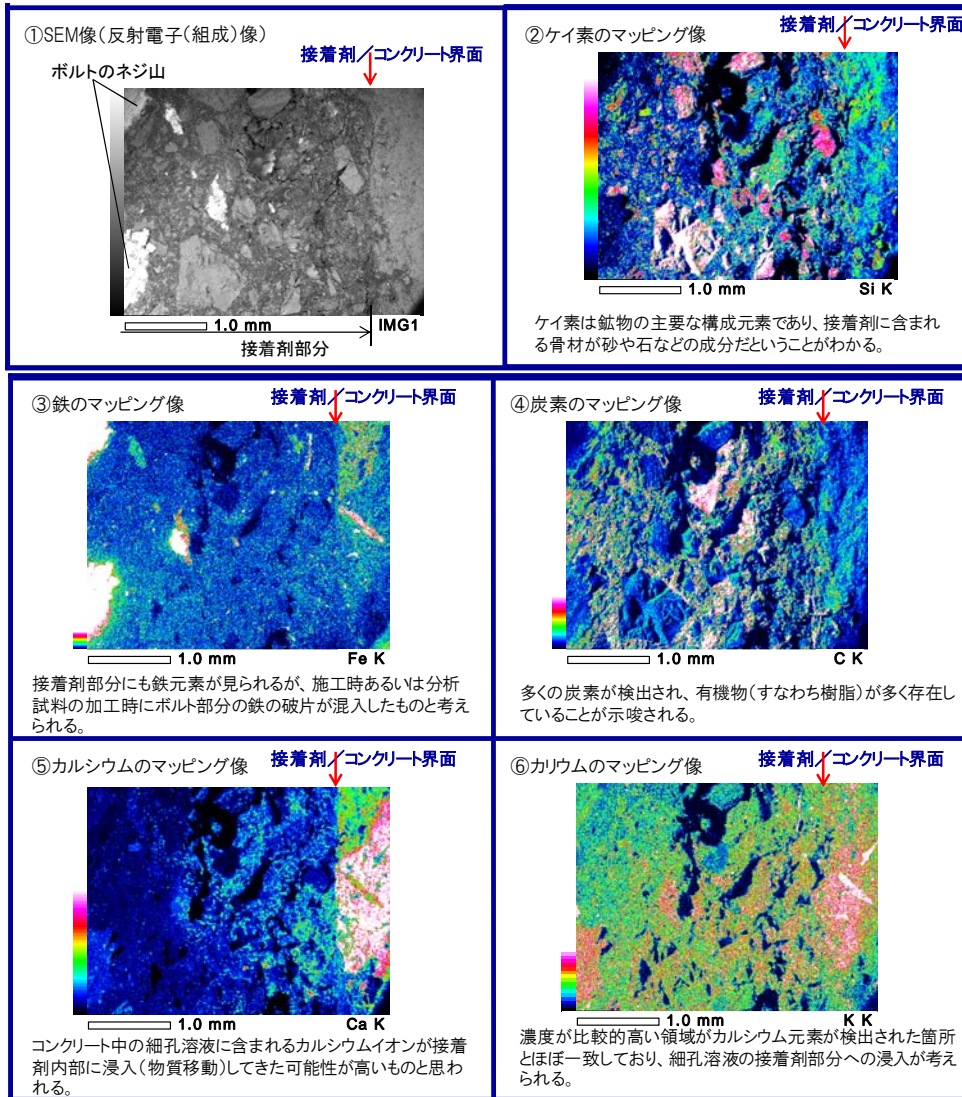 ①SEM像(反射電子(組成)像)
接着剤/コンクリート界面
ボルトのネジ山
1.0 mm
IMG1
接着剤部分
②ケイ素のマッピング像
接着剤/コンクリート界面
1.0 mm
Si K
ケイ素は鉱物の主要な構成元素であり、接着剤に含まれ
る骨材が砂や石などの成分だということがわかる。
③鉄のマッピング像
接着剤/コンクリート界面
1.0 mm
Fe K
接着剤部分にも鉄元素が見られるが、施工時あるいは分析
試料の加工時にボルト部分の鉄の破片が混入したものと考え
られる。
④炭素のマッピング像
接着剤/コンクリート界面
1.0 mm
C K
多くの炭素が検出され、有機物(すなわち樹脂)が多く存在し
ていることが示唆される。
⑤カルシウムのマッピング像
接着剤/コンクリート界面
1.0 mm
Ca K
コンクリート中の細孔溶液に含まれるカルシウムイオンが接着
剤内部に浸入(物質移動)してきた可能性が高いものと思わ
れる。
⑥カリウムのマッピング像
接着剤/コンクリート界面
1.0 mm
K K
濃度が比較的高い領域がカルシウム元素が検出された箇所
とほぼ一致しており、細孔溶液の接着剤部分への浸入が考え
られる。